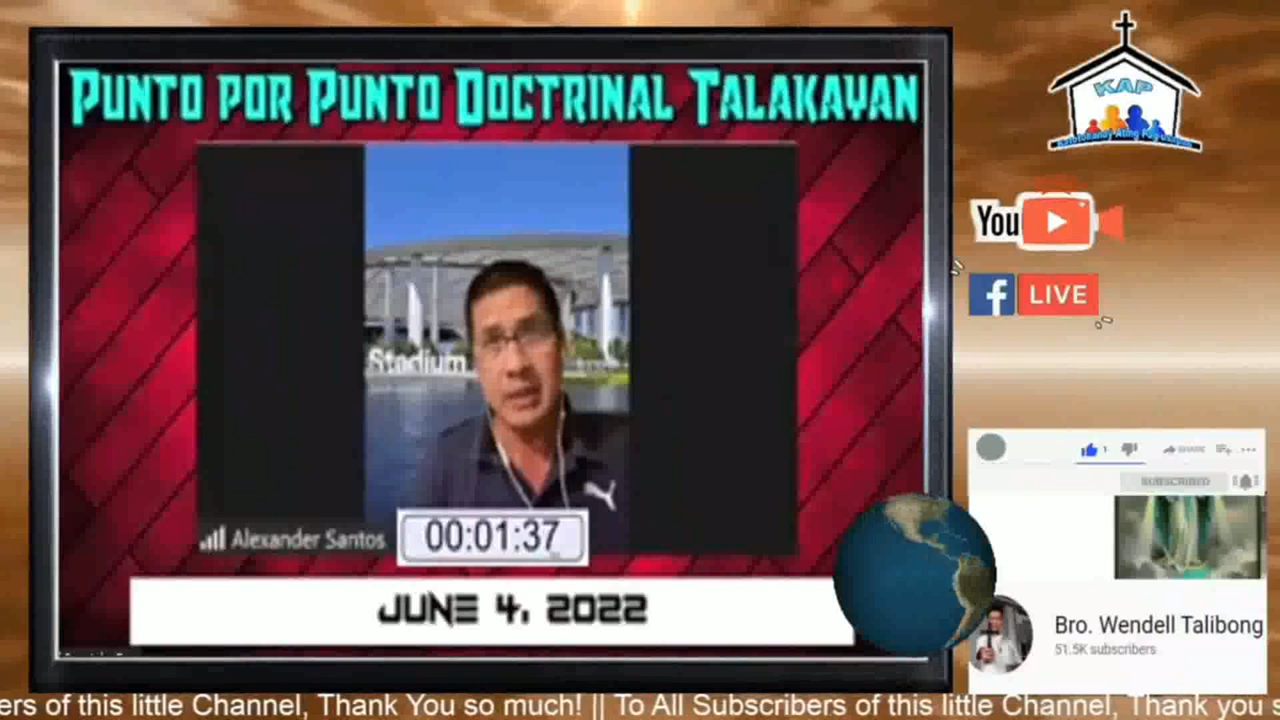 PUNTO POR PUNTO DOCTRINAL TALAKAYAN
KAP
You
f LIVE
Stadium
00:01:37
Alexander Santos
JUNE 4, 2022
1
SHARE
SUBSCRIBED
Bro. Wendell Talibong
51.5K subscribers
ers of this little Channel, Thank You so much! || To All Subscribers of this little Channel, Thank you s